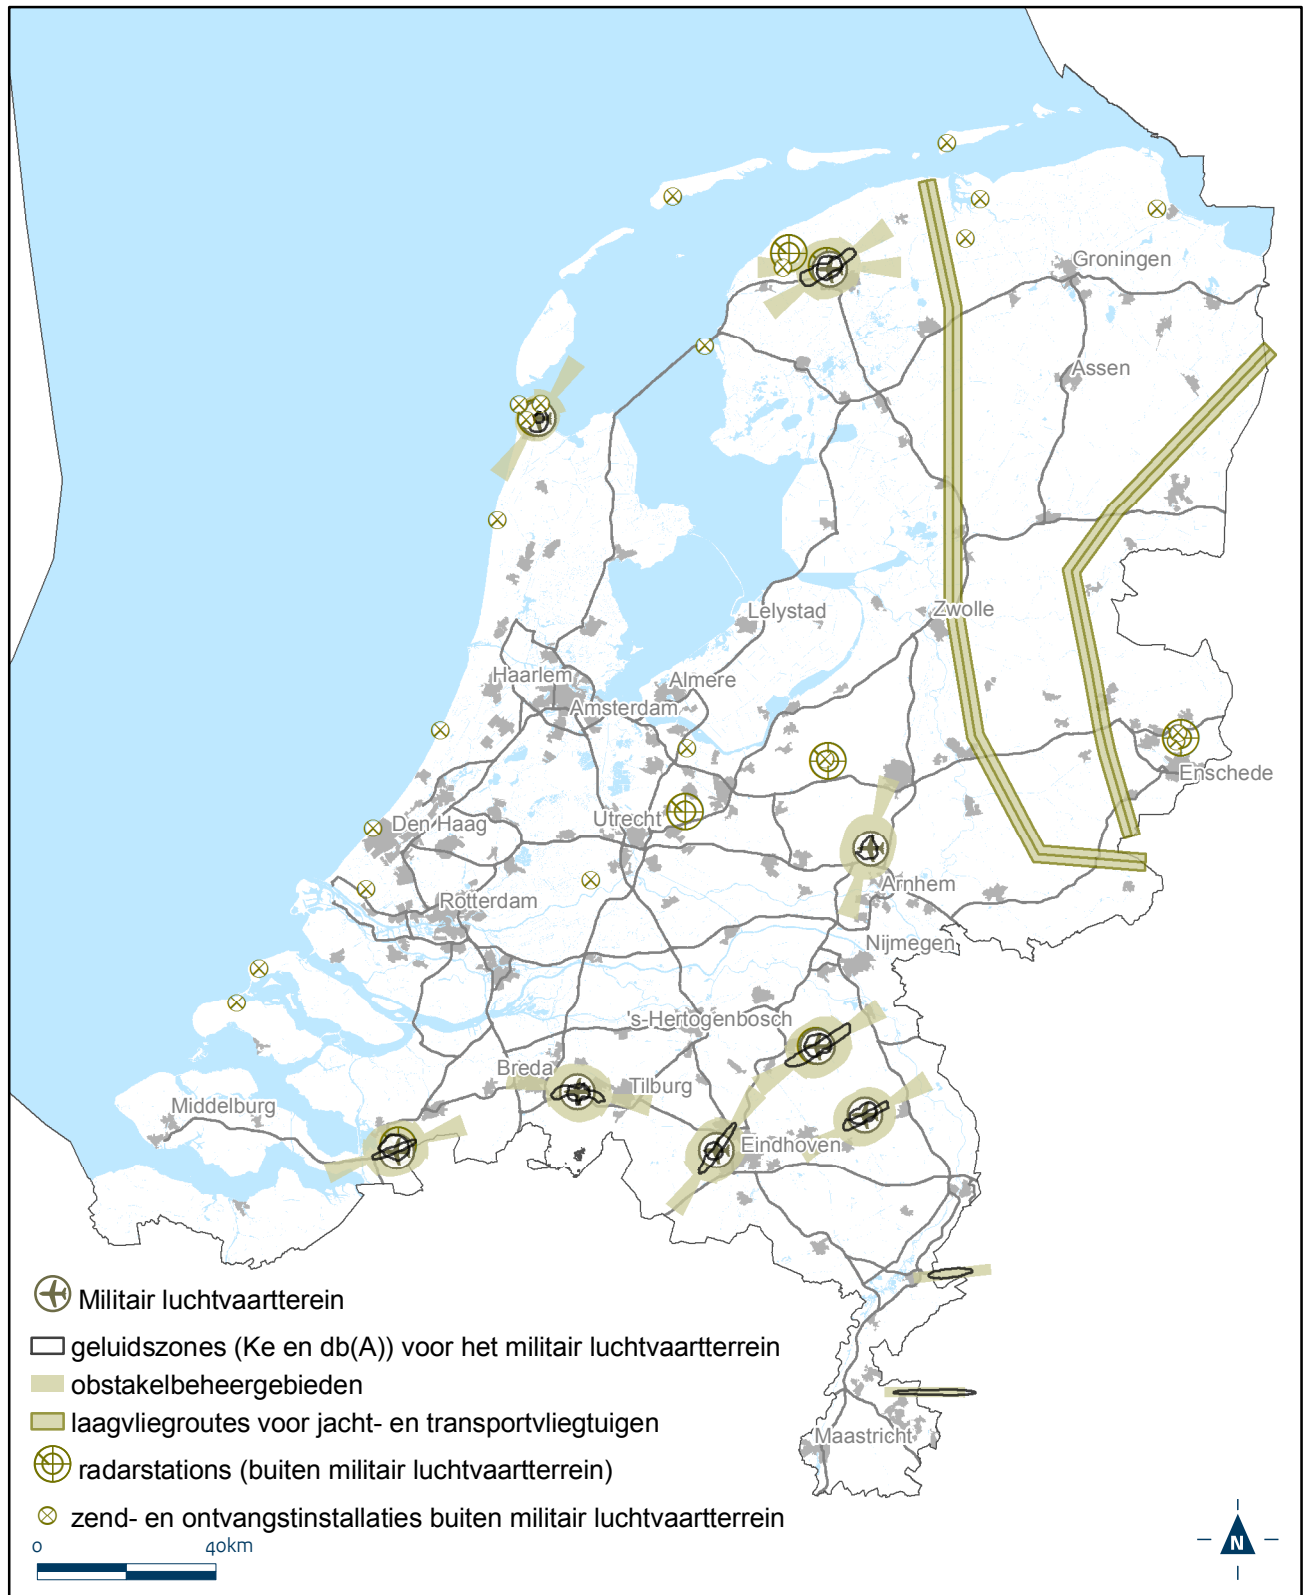 Groningen
Assen
Zwolle
Lelystad
Haarlem
Almere
Amsterdam
Enschede
Utrecht
Den Haag
Arnhem
Rotterdam
Nijmegen
's-Hertogenbosch
Breda
Tilburg
Middelburg
Eindhoven
Maastricht
Militair luchtvaartterein
geluidszones (Ke en db(A)) voor het militair luchtvaartterrein
obstakelbeheergebieden
laagvliegroutes voor jacht- en transportvliegtuigen
radarstations (buiten militair luchtvaartterrein)
zend- en ontvangstinstallaties buiten militair luchtvaartterrein
0 40km
N